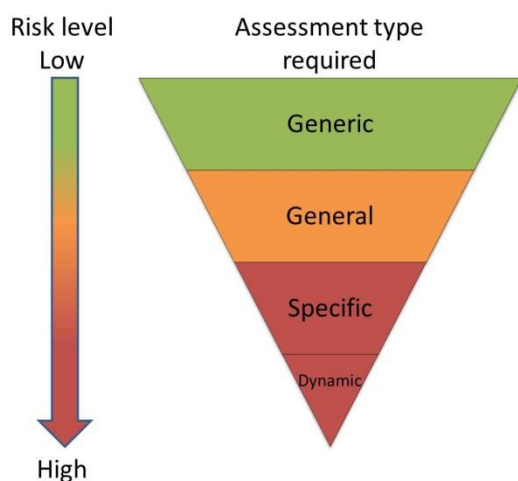 Risk level
Low
Assessment type
required
Generic
General
Specific
Dynamic
High